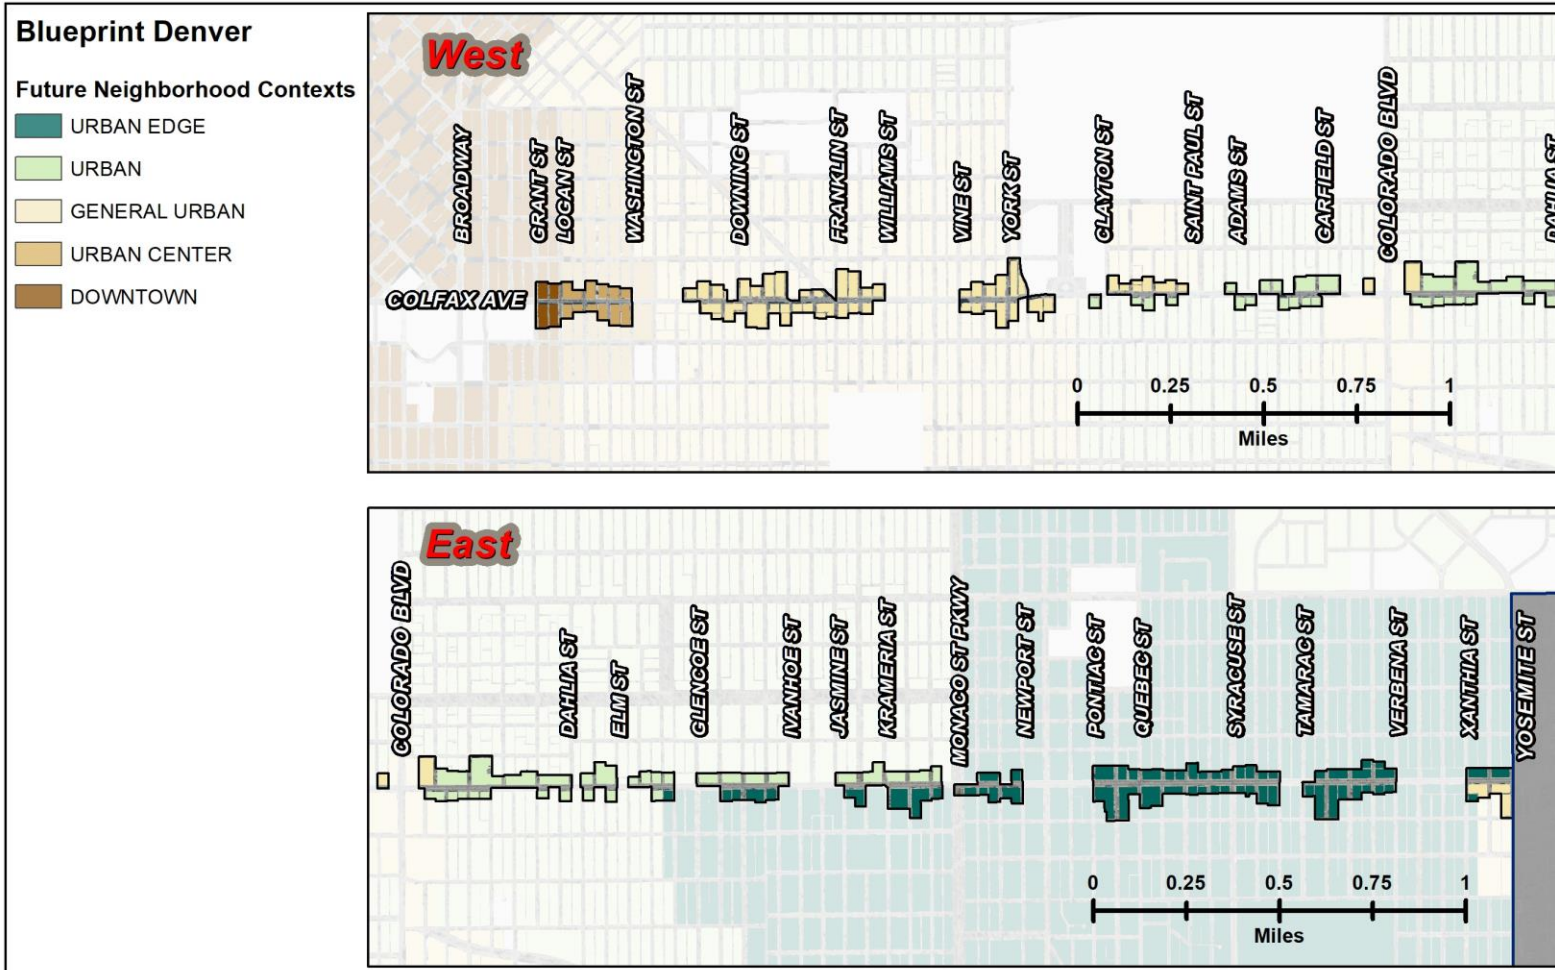 Blueprint Denver
Future Neighborhood Contexts
URBAN EDGE
URBAN
GENERAL URBAN
URBAN CENTER
DOWNTOWN
West
BROADWAY
GRANT ST
LOGAN ST
WASHINGTON ST
DOWNING ST
FRANKLIN ST
WILLIAMS ST
VINE ST
YORK ST
CLAYTON ST
SAINT PAUL ST
ADAMS ST
GARFIELD ST
COLORADO BLVD
DAHLIA ST
COLFAX AVE
0 0.25 0.5 0.75 1
Miles
East
COLORADO BLVD
DAHLIA ST
ELM ST
GLENCOE ST
IVANHOE ST
JASMINE ST
KRAMERIA ST
MONACO ST PKWY
NEWPORT ST
PONTIAC ST
QUEBEC ST
SYRACUSE ST
TAMARAC ST
VERBENA ST
XANTHIA ST
YOSEMITE ST
0 0.25 0.5 0.75 1
Miles